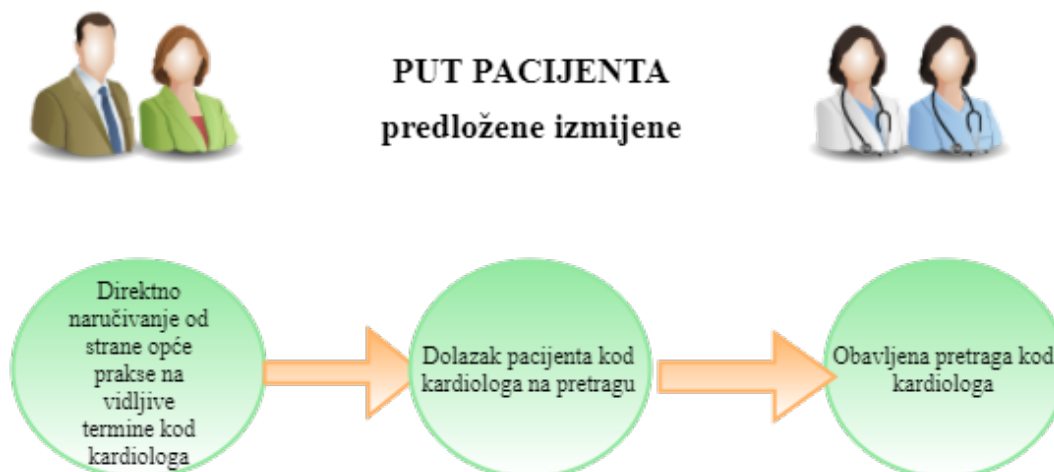 PUT PACIJENTA
predložene izmijene
Direktno
naručivanje od
strane opće
prakse na
vidljive
termine kod
kardiologa
Dolazak pacijenta kod
kardiologa na pretragu
Obavljena pretraga kod
kardiologa